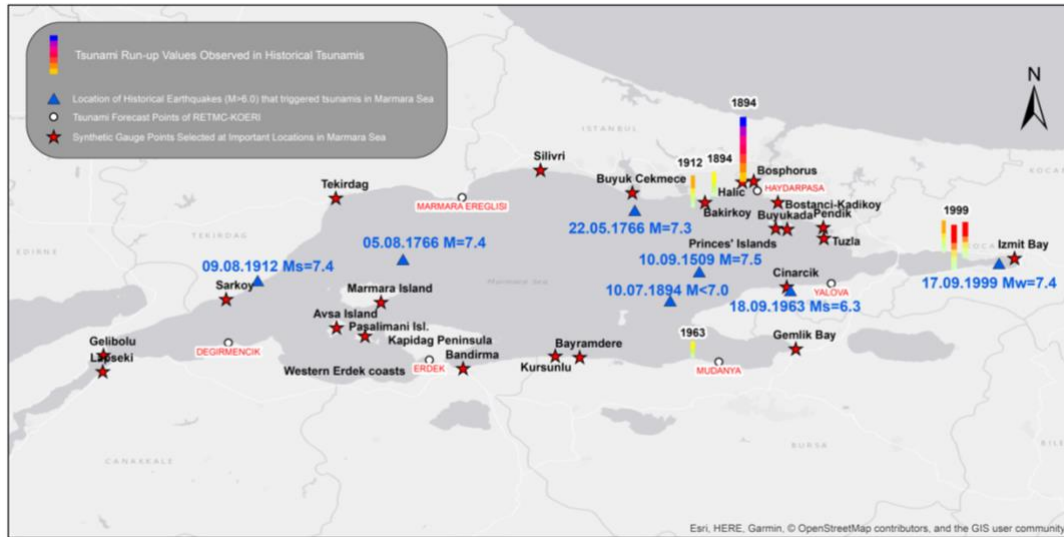 Tsunami Run-up Values Observed in Historical Tsunamis
Location of Historical Earthquakes (M>6.0) that triggered tsunamis in Marmara Sea
Tsunami Forecast Points of RETMC-KOERI
Synthetic Gauge Points Selected at Important Locations in Marmara Sea
N
1894
ISTANBUL
Silivri
1912
1894
Bosphorus
KOCAE
Tekirdag
Buyuk Cekmece
Halic
HAYDARPASA
MARMARA EREGLISI
Bakirkoy
Bostanci-Kadikoy
22.05.1766 M=7.3
Buyukada
Pendik
1999
TEKIRDAG
EDIRNE
05.08.1766 M=7.4
Princes' Islands
Tuzla
KOCAE
Izmit Bay
09.08.1912 Ms=7.4
10.09.1509 M=7.5
Sarkoy
Marmara Sea
Cinarcik
17.09.1999 Mw=7.4
Marmara Island
10.07.1894 M<7.0
YALOVA
18.09.1963 Ms=6.3
Avsa Island
Pasalimani Isl.
1963
Gelibolu
Kapidag Peninsula
Gemlik Bay
Lapseki
DEGIRMENCIK
Bayramdere
Western Erdek coasts
ERDEK
Bandirma
Kursunlu
MUDANYA
BURSA
BILE
CANAKKALE
Esri, HERE, Garmin, © OpenStreetMap contributors, and the GIS user community